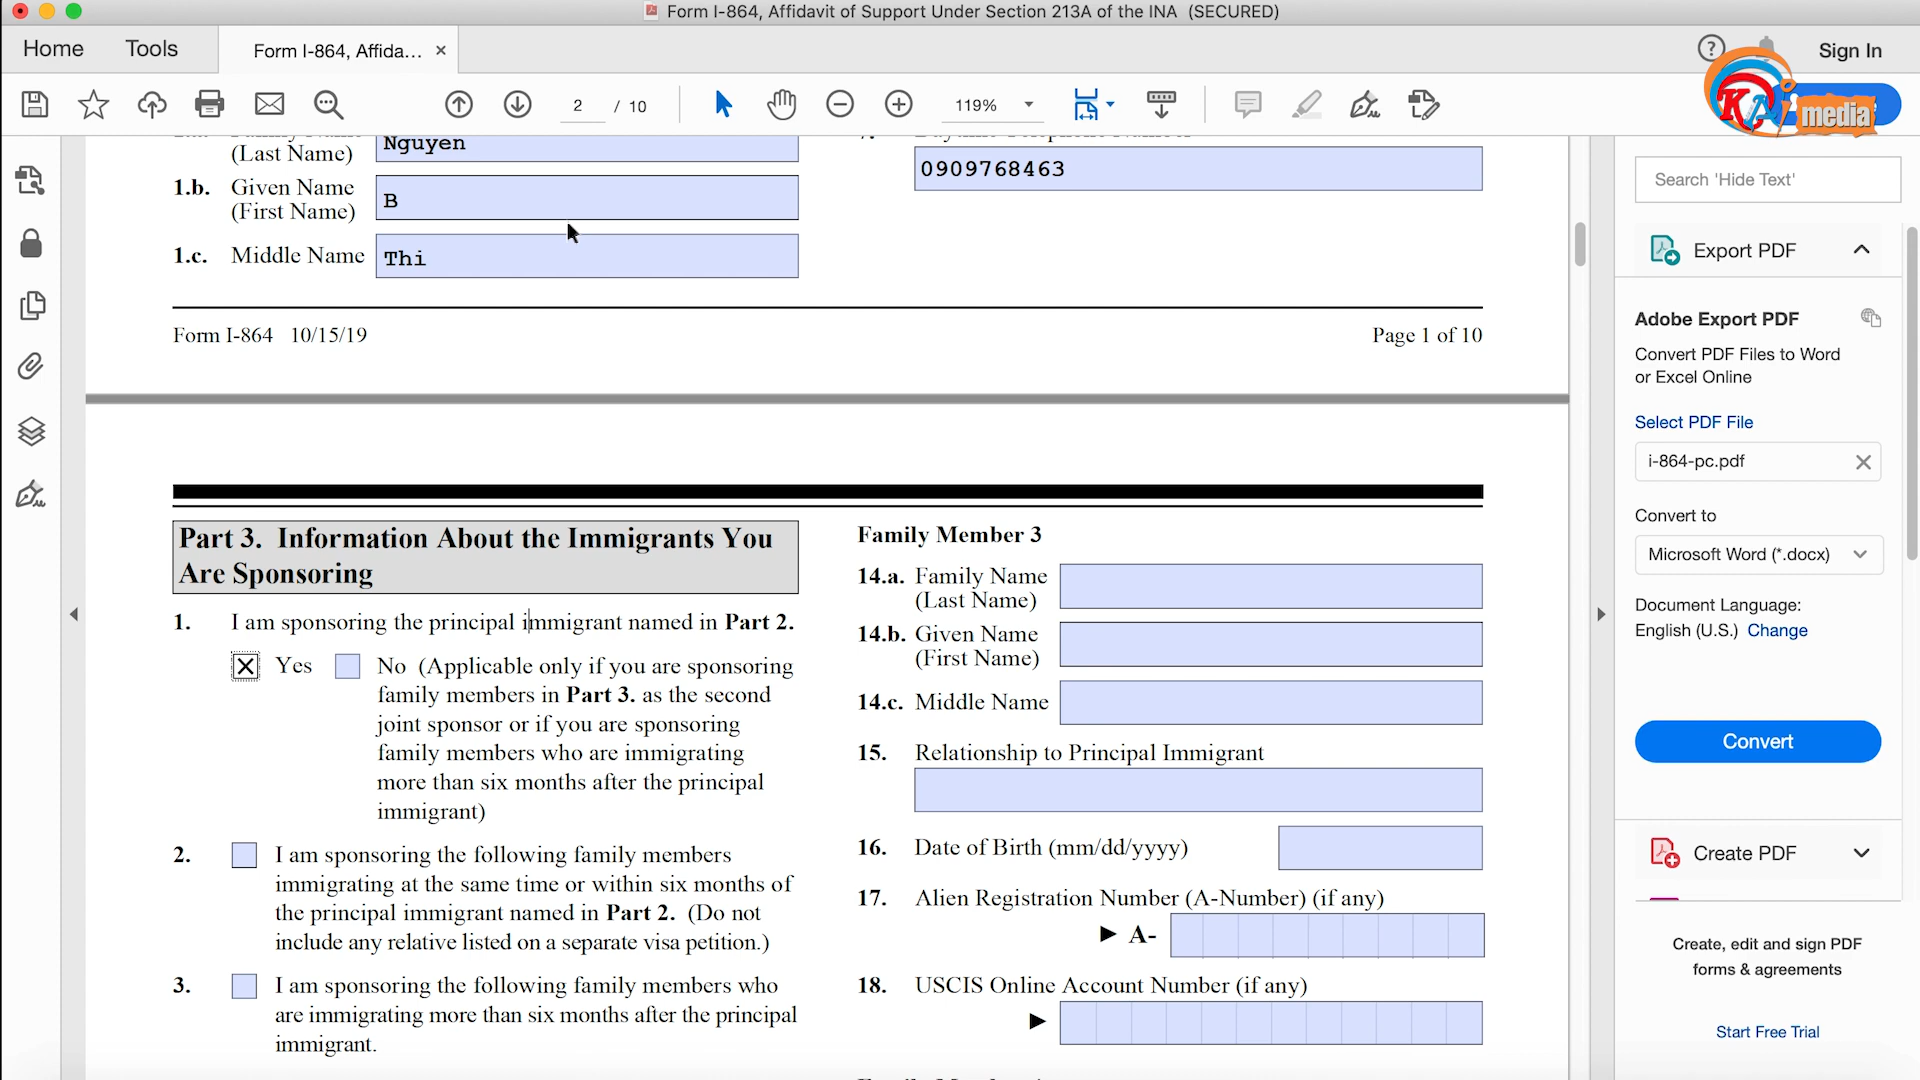 Form I-864, Affidavit of Support Under Section 213A of the INA (SECURED)
Home
Tools
Form I-864, Affida... ×
Sign In
2 / 10
119%
KAI media
Nguyen
(Last Name)
1.b. Given Name
(First Name)
B
1.c. Middle Name
Thi
0909768463
Form I-864 10/15/19
Page 1 of 10
Part 3. Information About the Immigrants You
Are Sponsoring
1. I am sponsoring the principal immigrant named in Part 2.
Yes
No (Applicable only if you are sponsoring
family members in Part 3. as the second
joint sponsor or if you are sponsoring
family members who are immigrating
more than six months after the principal
immigrant)
2. I am sponsoring the following family members
immigrating at the same time or within six months of
the principal immigrant named in Part 2. (Do not
include any relative listed on a separate visa petition.)
3. I am sponsoring the following family members who
are immigrating more than six months after the principal
immigrant.
Family Member 3
14.a. Family Name
(Last Name)
14.b. Given Name
(First Name)
14.c. Middle Name
15. Relationship to Principal Immigrant
16. Date of Birth (mm/dd/yyyy)
17. Alien Registration Number (A-Number) (if any)
► A-
18. USCIS Online Account Number (if any)
►
Search 'Hide Text'
Export PDF
Adobe Export PDF
Convert PDF Files to Word
or Excel Online
Select PDF File
i-864-pc.pdf
Convert to
Microsoft Word (*.docx)
Document Language:
English (U.S.) Change
Convert
Create PDF
Create, edit and sign PDF
forms & agreements
Start Free Trial